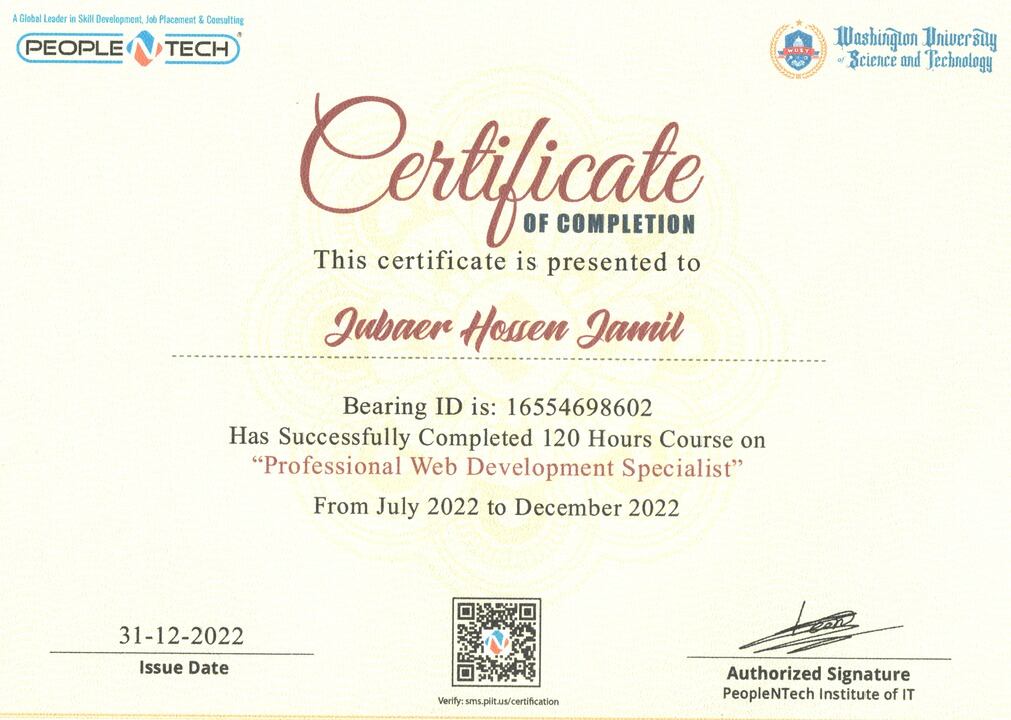 A Global Leader in Skill Development, Job Placement & Consulting
PEOPLE N TECH®
WUST
Washington University
of Science and Technology
Certificate
OF COMPLETION
This certificate is presented to
Jubaer Hossen Jamil
Bearing ID is: 16554698602
Has Successfully Completed 120 Hours Course on
“Professional Web Development Specialist”
From July 2022 to December 2022
31-12-2022
Issue Date
Verify: sms.piit.us/certification
Authorized Signature
PeopleNTech Institute of IT